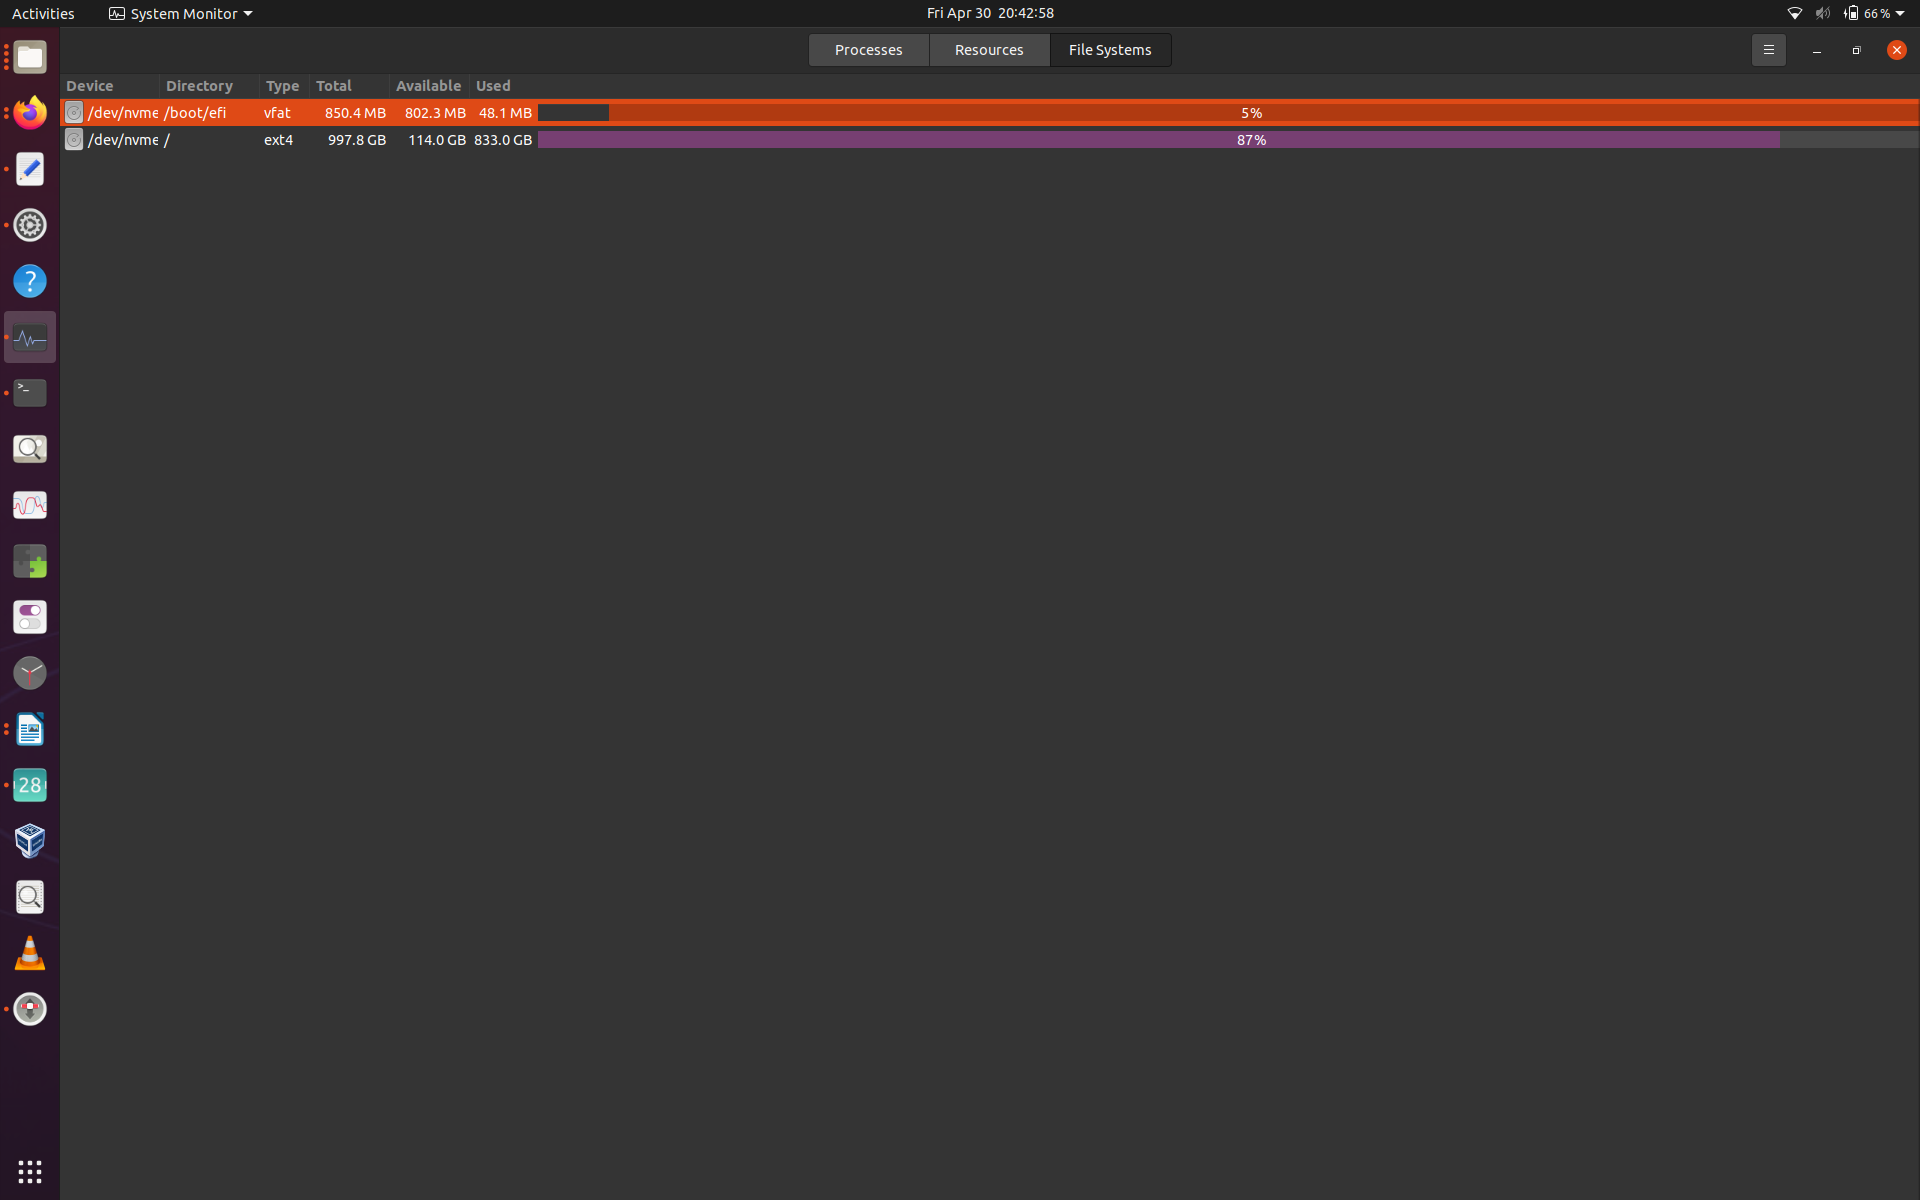 Activities System Monitor Fri Apr 30 20:42:58 66 %
Processes Resources File Systems
Device Directory Type Total Available Used
/dev/nvme /boot/efi vfat 850.4 MB 802.3 MB 48.1 MB 5%
/dev/nvme / ext4 997.8 GB 114.0 GB 833.0 GB 87%
?
>_
28